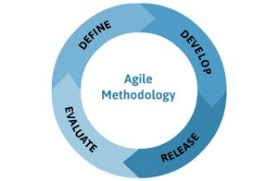 DEFINE
DEVELOP
Agile
Methodology
EVALUATE
RELEASE